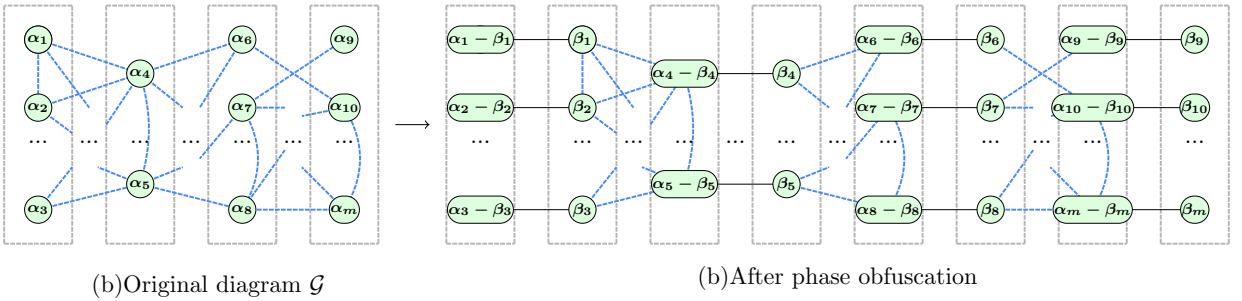 α₁ α₆ α₉ α₁ − β₁ β₁ α₆ − β₆ β₆ α₉ − β₉ β₉
α₄ α₄ − β₄ β₄
α₂ α₇ α₁₀ α₂ − β₂ β₂ α₇ − β₇ β₇ α₁₀ − β₁₀ β₁₀
... ... ... ... ... ... ... ... ... ... ... ... ... ... ... ...
α₅ α₅ − β₅ β₅
α₃ α₈ αₘ α₃ − β₃ β₃ α₈ − β₈ β₈ αₘ − βₘ βₘ
(b)Original diagram 𝒢 (b)After phase obfuscation